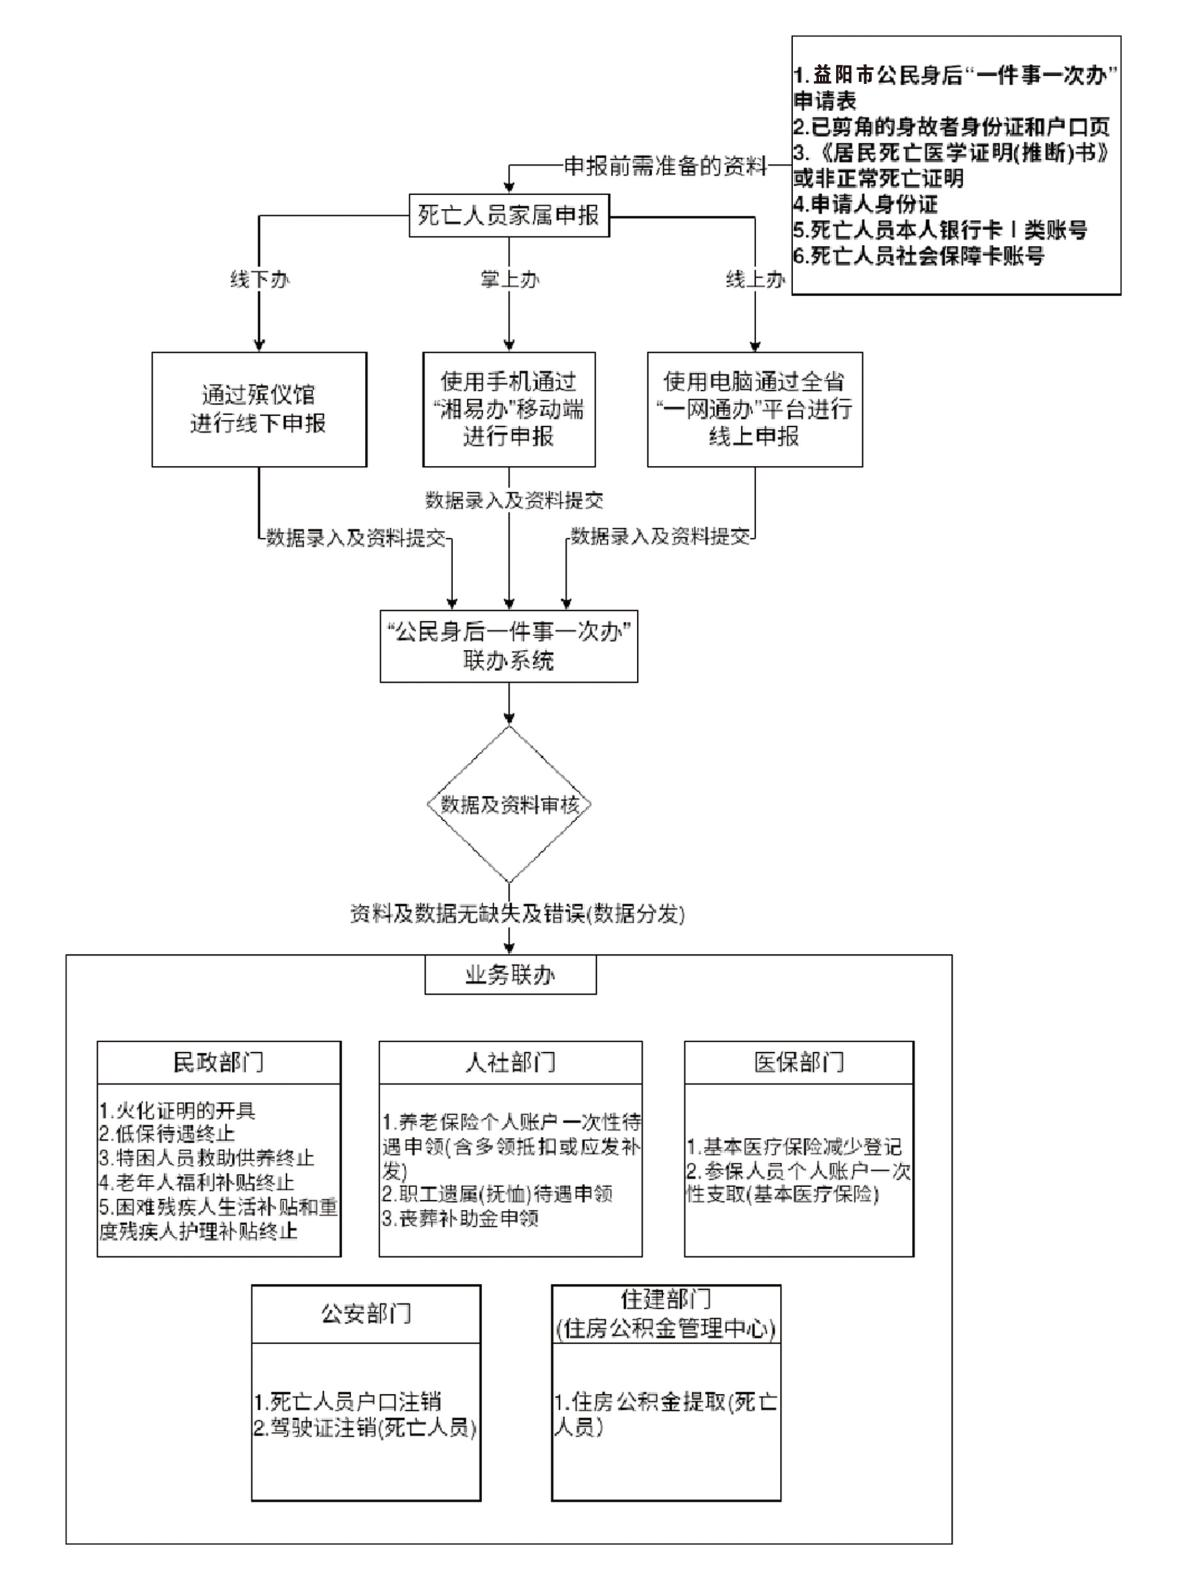 1.益阳市公民身后“一件事一次办”
申请表
2.已剪角的身故者身份证和户口页
3.《居民死亡医学证明(推断)书》
或非正常死亡证明
4.申请人身份证
5.死亡人员本人银行卡Ⅰ类账号
6.死亡人员社会保障卡账号
申报前需准备的资料
死亡人员家属申报
线下办
掌上办
线上办
通过殡仪馆
进行线下申报
使用手机通过
“湘易办”移动端
进行申报
使用电脑通过全省
“一网通办”平台进行
线上申报
数据录入及资料提交
数据录入及资料提交
数据录入及资料提交
“公民身后一件事一次办”
联办系统
数据及资料审核
资料及数据无缺失及错误(数据分发)
业务联办
民政部门
1.火化证明的开具
2.低保待遇终止
3.特困人员救助供养终止
4.老年人福利补贴终止
5.困难残疾人生活补贴和重
度残疾人护理补贴终止
人社部门
1.养老保险个人账户一次性待
遇申领(含多领抵扣或应发补
发)
2.职工遗属(抚恤)待遇申领
3.丧葬补助金申领
医保部门
1.基本医疗保险减少登记
2.参保人员个人账户一次
性支取(基本医疗保险)
公安部门
1.死亡人员户口注销
2.驾驶证注销(死亡人员)
住建部门
(住房公积金管理中心)
1.住房公积金提取(死亡
人员）